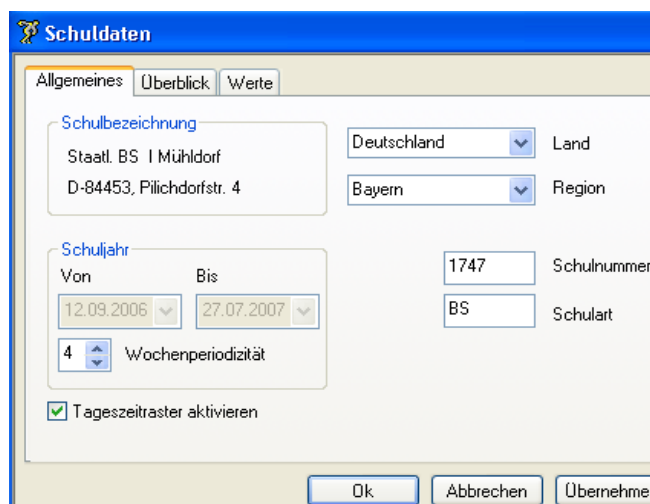 Schuldaten
Allgemeines Überblick Werte
Schulbezeichnung
Staatl. BS I Mühldorf
D-84453, Pilichdorfstr. 4
Deutschland Land
Bayern Region
Schuljahr
Von Bis
12.09.2006 27.07.2007
4 Wochenperiodizität
1747 Schulnummer
BS Schulart
Tageszeitraster aktivieren
Ok Abbrechen Übernehme